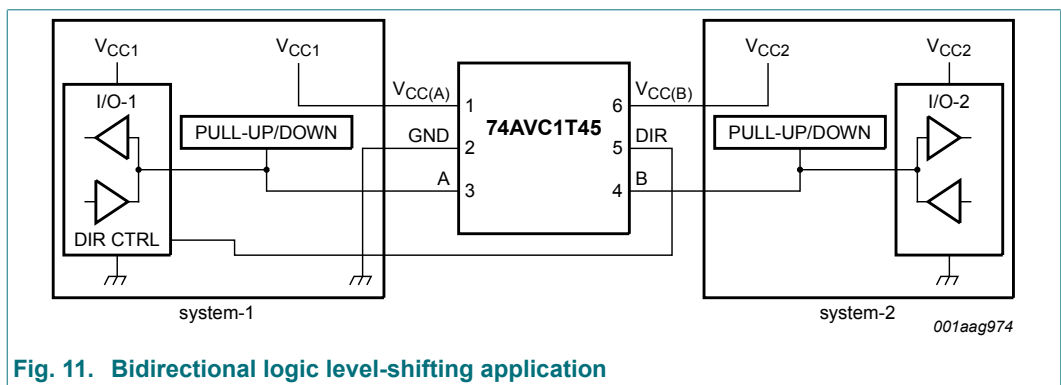 VCC1
VCC1
VCC2
VCC2
I/O-1
VCC(A)
VCC(B)
I/O-2
PULL-UP/DOWN
1
6
PULL-UP/DOWN
74AVC1T45
GND
2
5
DIR
A
3
4
B
DIR CTRL
system-1
system-2
001aag974
Fig. 11. Bidirectional logic level-shifting application